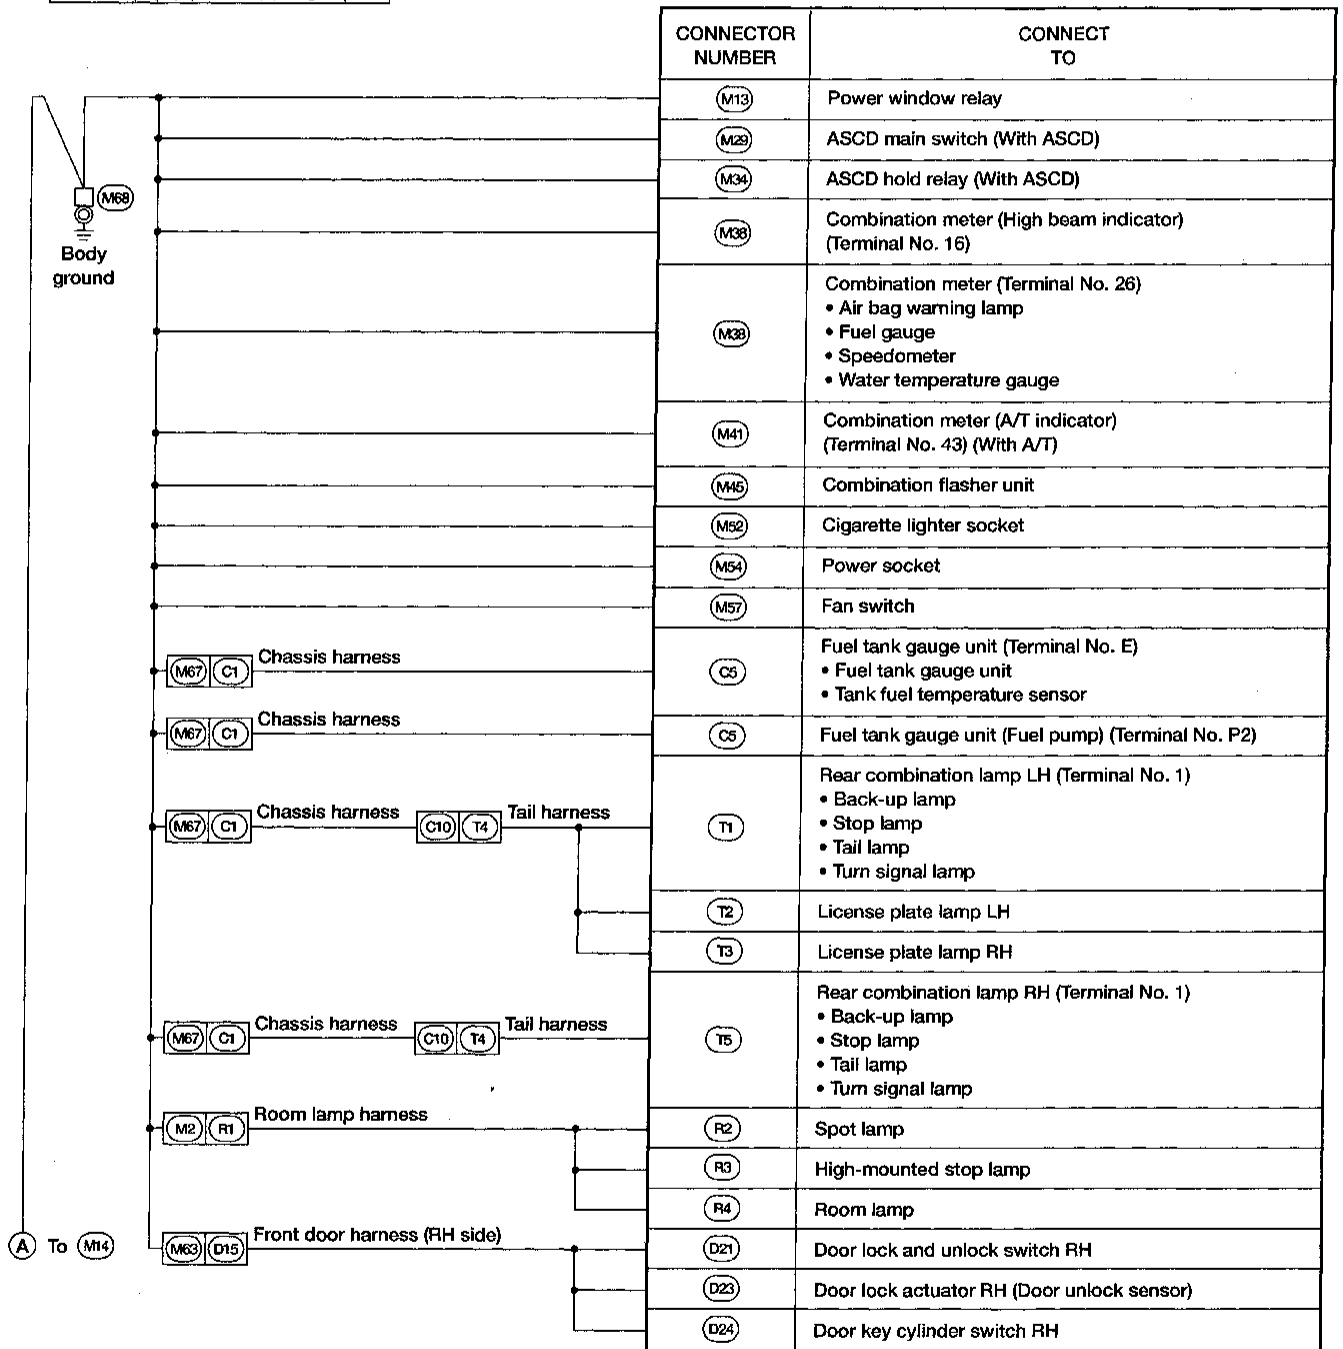 CONNECTOR NUMBER
CONNECT TO
M13
Power window relay
M29
ASCD main switch (With ASCD)
M34
ASCD hold relay (With ASCD)
M68
Body
ground
M38
Combination meter (High beam indicator)
(Terminal No. 16)
M38
Combination meter (Terminal No. 26)
• Air bag warning lamp
• Fuel gauge
• Speedometer
• Water temperature gauge
M41
Combination meter (A/T indicator)
(Terminal No. 43) (With A/T)
M45
Combination flasher unit
M52
Cigarette lighter socket
M54
Power socket
M57
Fan switch
M67 C1 Chassis harness
C5
Fuel tank gauge unit (Terminal No. E)
• Fuel tank gauge unit
• Tank fuel temperature sensor
M67 C1 Chassis harness
C5
Fuel tank gauge unit (Fuel pump) (Terminal No. P2)
M67 C1 Chassis harness C10 T4 Tail harness
T1
Rear combination lamp LH (Terminal No. 1)
• Back-up lamp
• Stop lamp
• Tail lamp
• Turn signal lamp
T2
License plate lamp LH
T3
License plate lamp RH
M67 C1 Chassis harness C10 T4 Tail harness
T5
Rear combination lamp RH (Terminal No. 1)
• Back-up lamp
• Stop lamp
• Tail lamp
• Turn signal lamp
M2 R1 Room lamp harness
R2
Spot lamp
R3
High-mounted stop lamp
R4
Room lamp
A To M14
M63 D15 Front door harness (RH side)
D21
Door lock and unlock switch RH
D23
Door lock actuator RH (Door unlock sensor)
D24
Door key cylinder switch RH